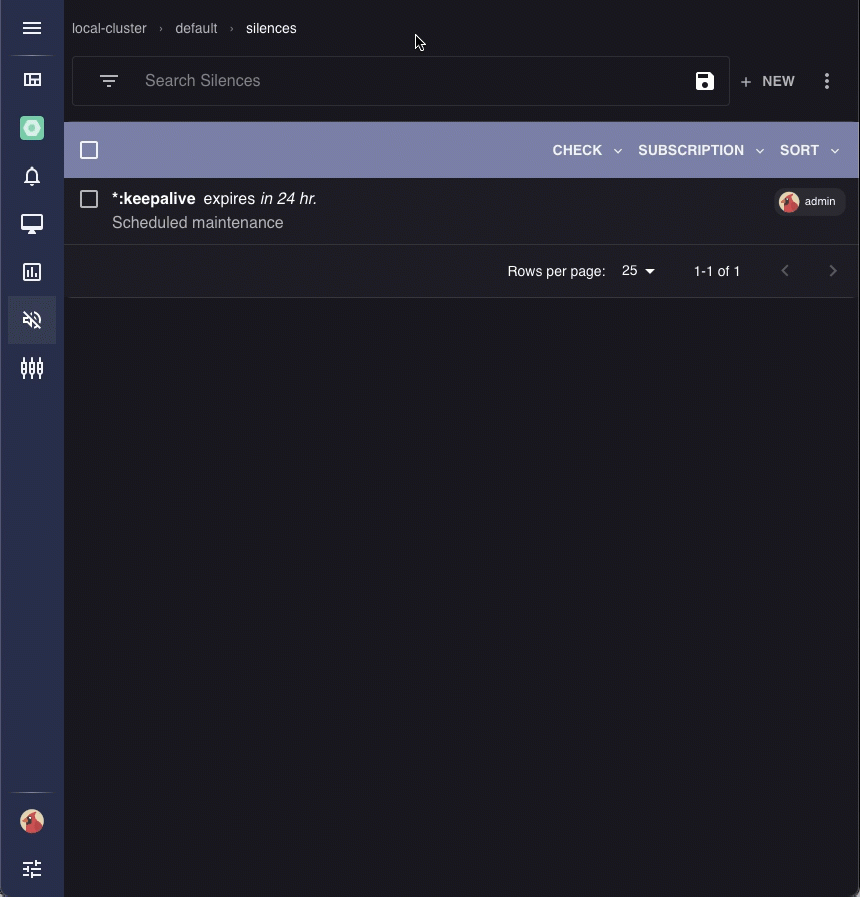 local-cluster › default › silences
Search Silences
+ NEW
CHECK SUBSCRIPTION SORT
*:keepalive expires in 24 hr.
admin
Scheduled maintenance
Rows per page: 25 1-1 of 1